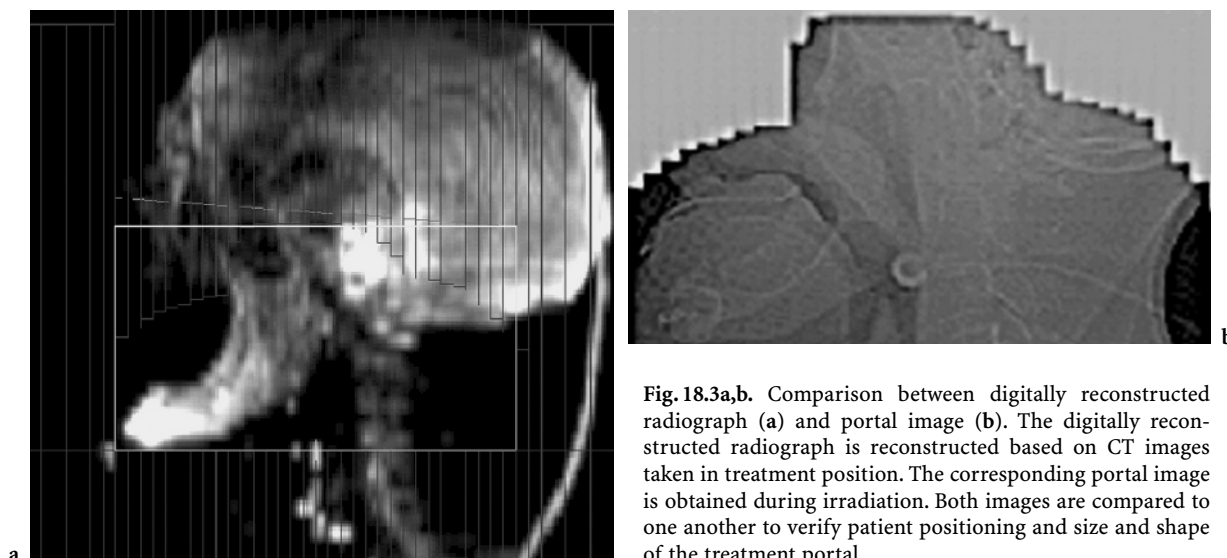 b
Fig. 18.3a,b. Comparison between digitally reconstructed
radiograph (a) and portal image (b). The digitally recon-
structed radiograph is reconstructed based on CT images
taken in treatment position. The corresponding portal image
is obtained during irradiation. Both images are compared to
one another to verify patient positioning and size and shape
of the treatment portal
a